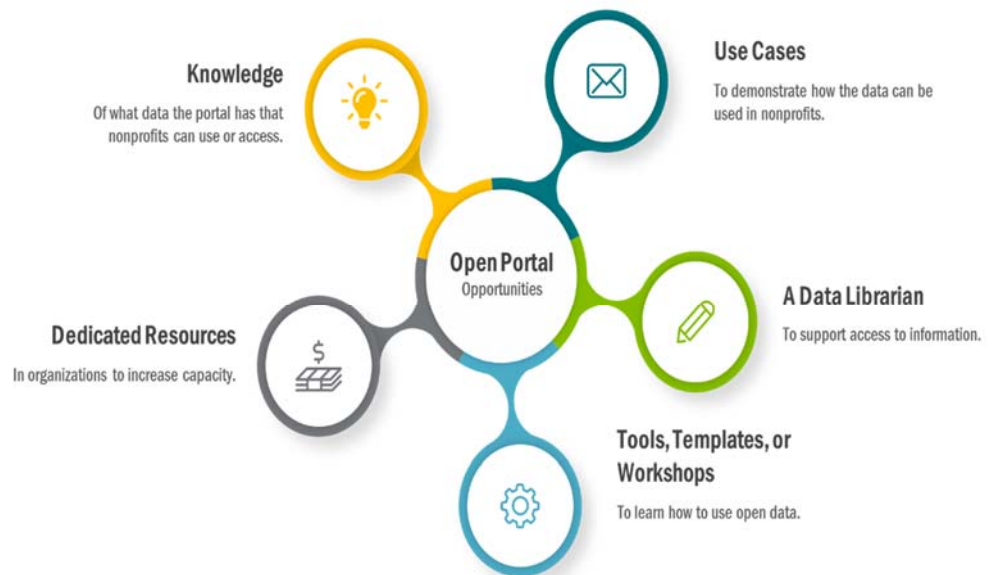 Knowledge
Of what data the portal has that
nonprofits can use or access.
Use Cases
To demonstrate how the data can be
used in nonprofits.
Open Portal
Opportunities
A Data Librarian
To support access to information.
Dedicated Resources
In organizations to increase capacity.
$
Tools, Templates, or
Workshops
To learn how to use open data.